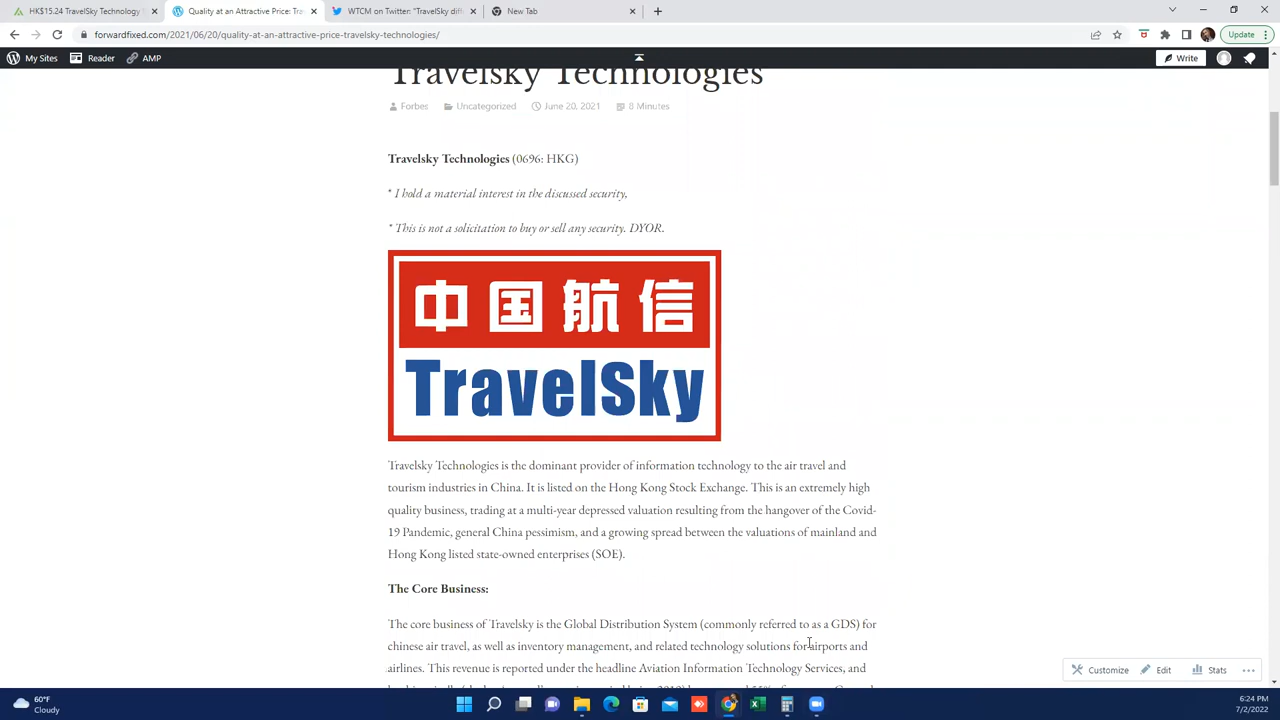 HK$15.24 TravelSky Technology
Quality at an Attractive Price: Tra
WTCM on Twitter: "TravelSky diff
New Tab
forwardfixed.com/2021/06/20/quality-at-an-attractive-price-travelsky-technologies/
Update
My Sites
Reader
AMP
Write
Travelsky Technologies
Forbes
Uncategorized
June 20, 2021
8 Minutes
Travelsky Technologies (0696: HKG)
* I hold a material interest in the discussed security.
* This is not a solicitation to buy or sell any security. DYOR.
中国航信
TravelSky
Travelsky Technologies is the dominant provider of information technology to the air travel and
tourism industries in China. It is listed on the Hong Kong Stock Exchange. This is an extremely high
quality business, trading at a multi-year depressed valuation resulting from the hangover of the Covid-
19 Pandemic, general China pessimism, and a growing spread between the valuations of mainland and
Hong Kong listed state-owned enterprises (SOE).
The Core Business:
The core business of Travelsky is the Global Distribution System (commonly referred to as a GDS) for
chinese air travel, as well as inventory management, and related technology solutions for airports and
airlines. This revenue is reported under the headline Aviation Information Technology Services, and
Customize
Edit
Stats
60°F
Cloudy
6:24 PM
7/2/2022